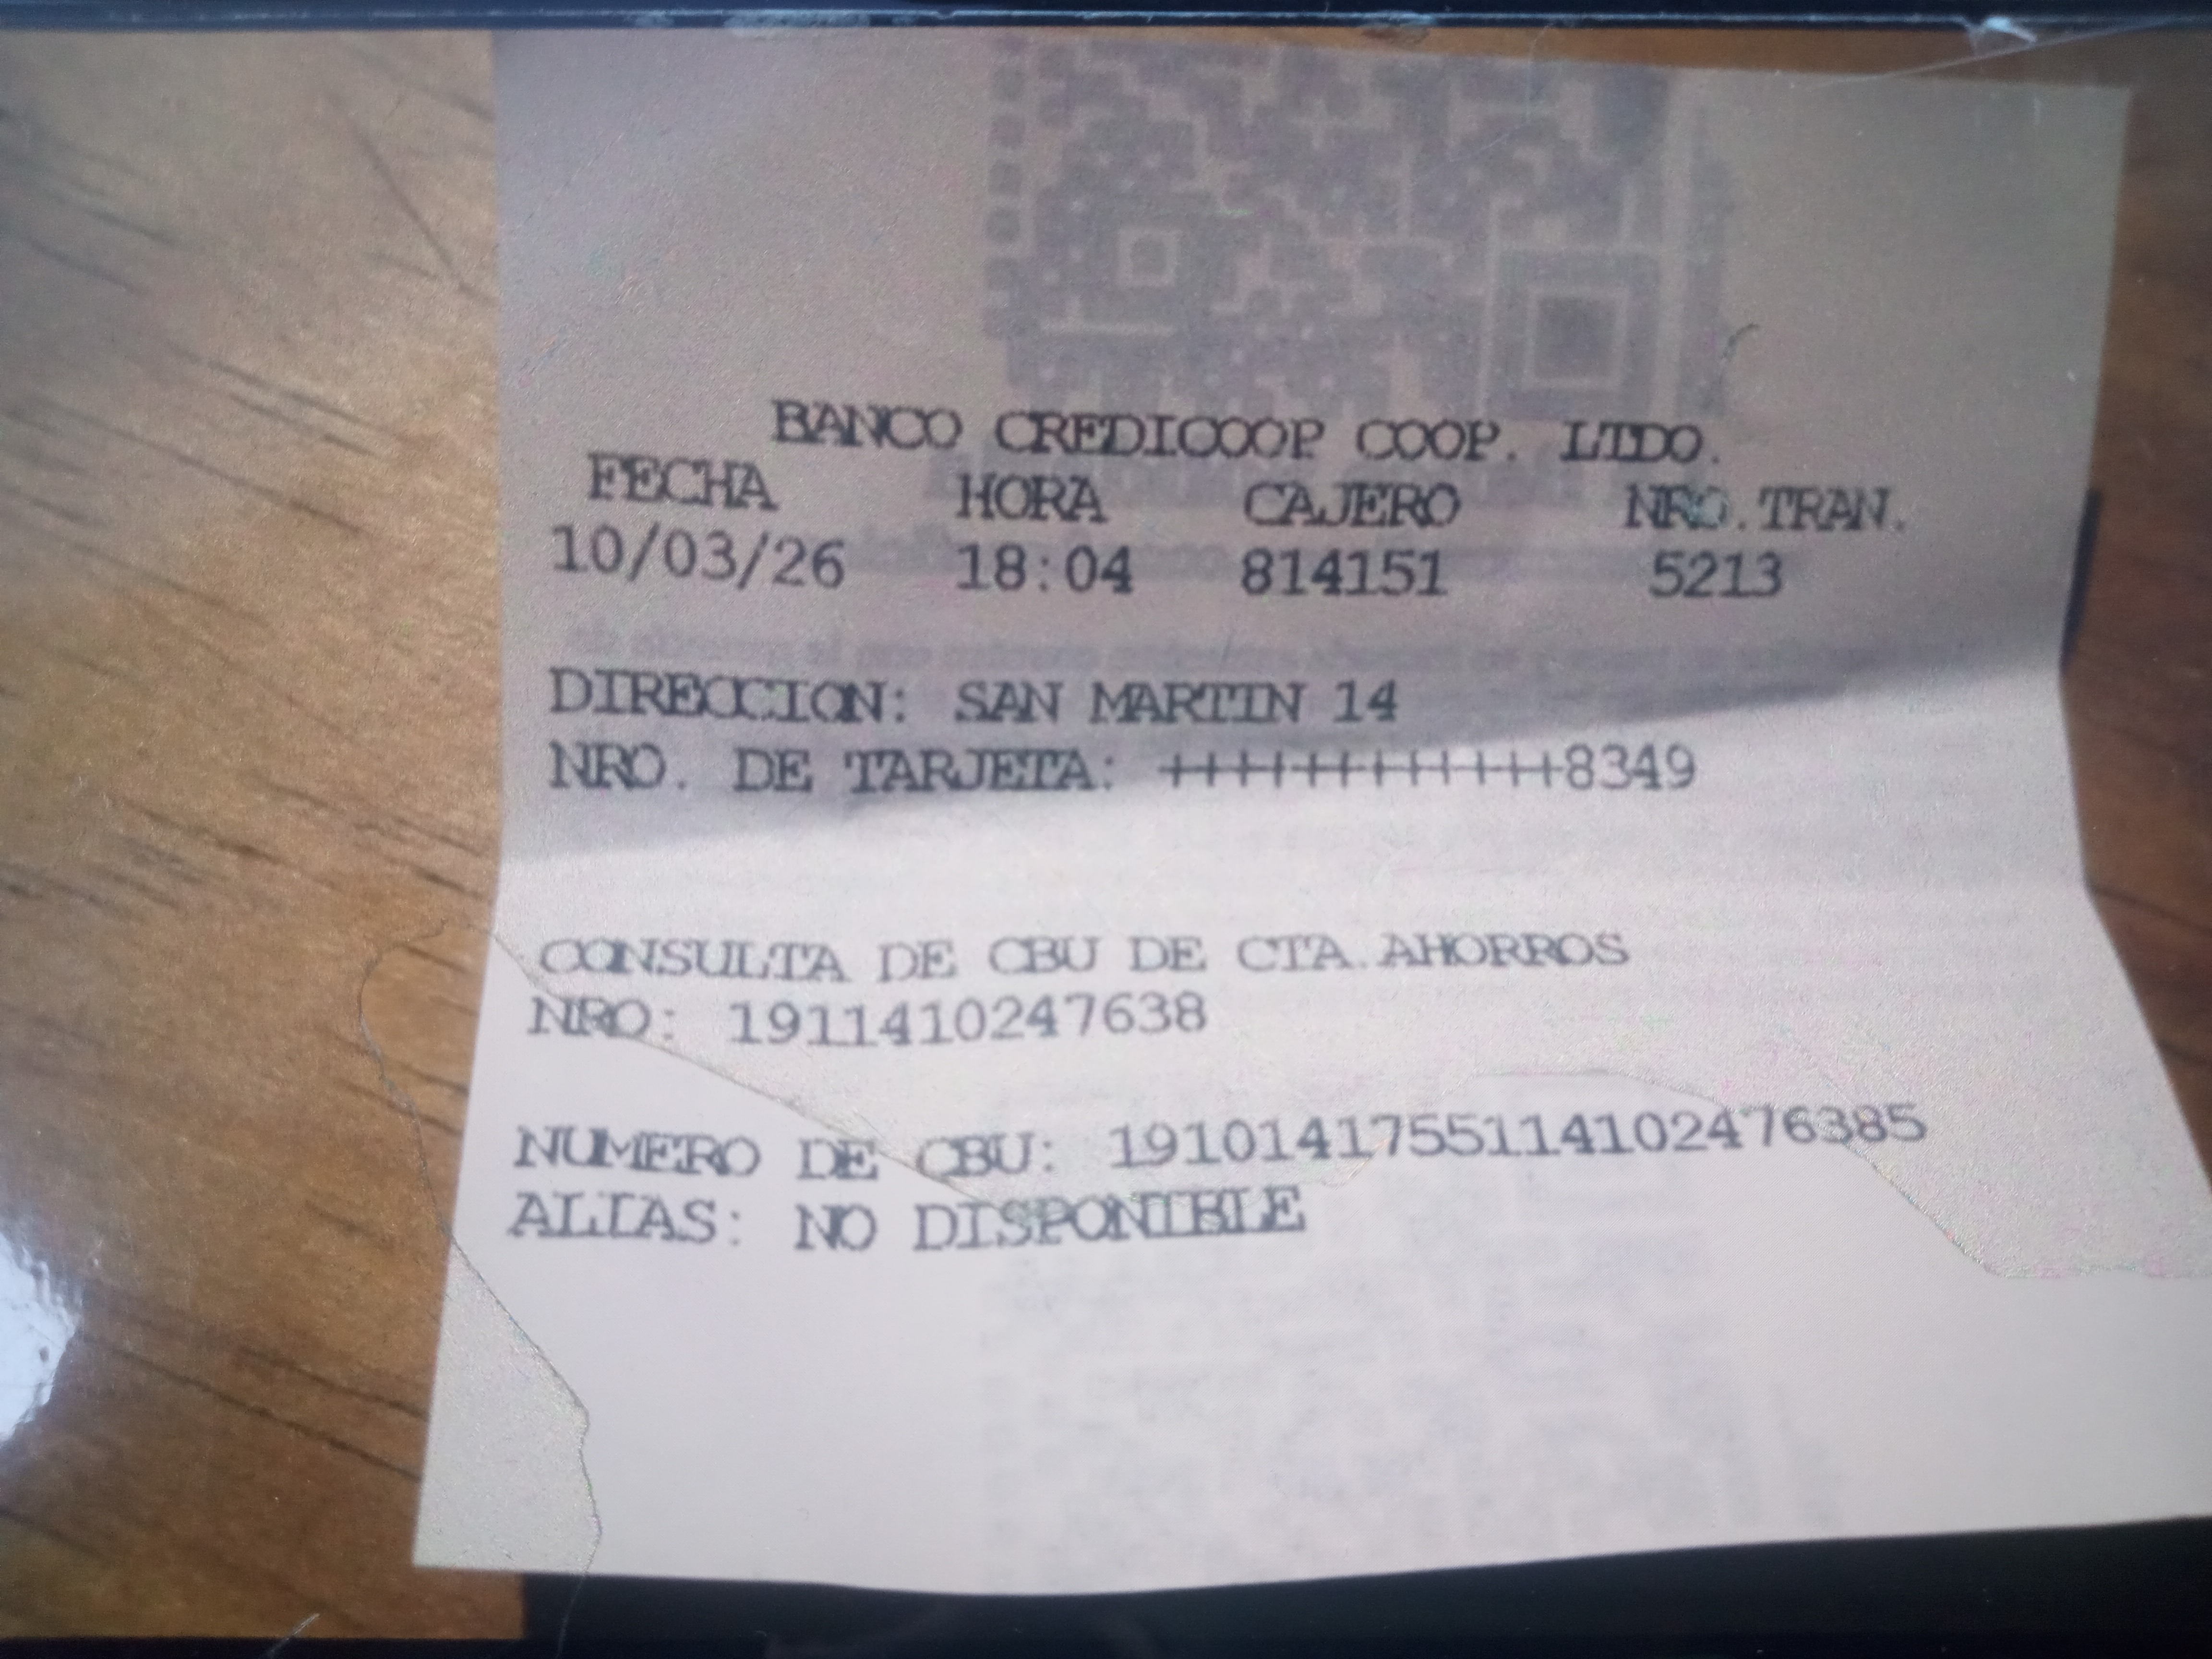 BANCO CREDICOOP COOP. LTDO.
FECHA HORA CAJERO NRO.TRAN.
10/03/26 18:04 814151 5213
DIRECCION: SAN MARTIN 14
NRO. DE TARJETA: ++++++++++++8349
CONSULTA DE CBU DE CTA.AHORROS
NRO: 1911410247638
NUMERO DE CBU: 1910141755114102476385
ALIAS: NO DISPONIBLE